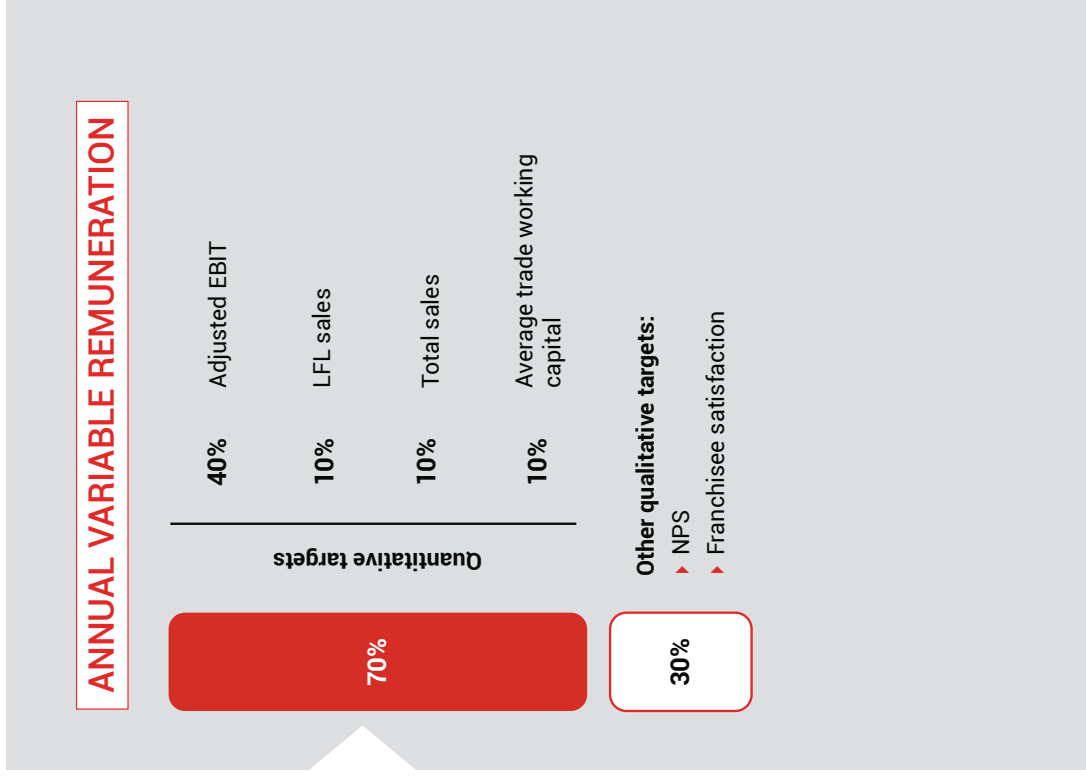 ANNUAL VARIABLE REMUNERATION
70%
Quantitative targets
40% Adjusted EBIT
10% LFL sales
10% Total sales
10% Average trade working
capital
30%
Other qualitative targets:
NPS
Franchisee satisfaction